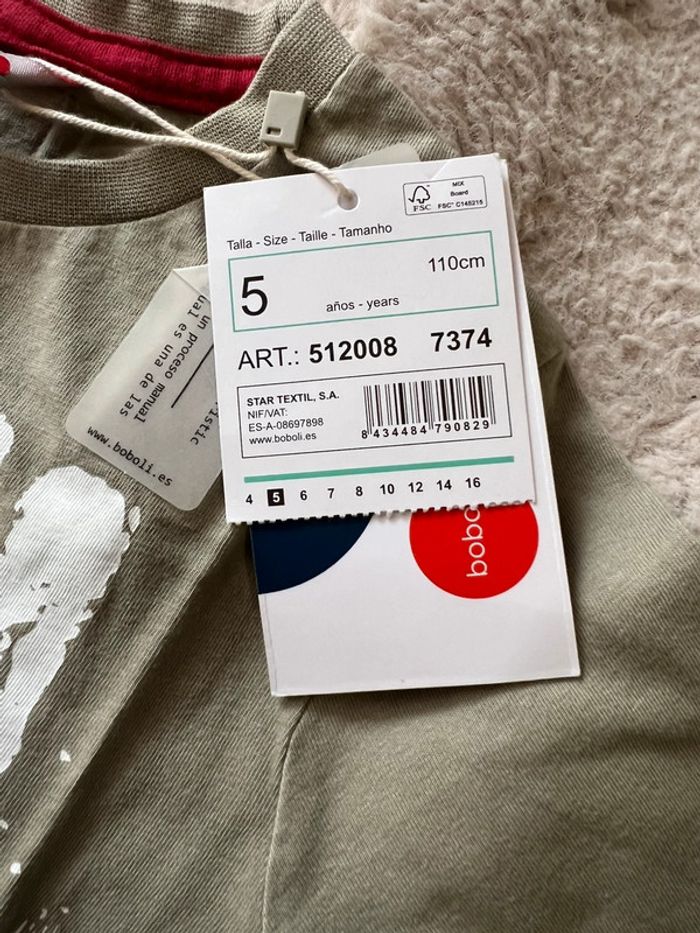 MIX
Board
FSC
FSC® C145215
Talla - Size - Taille - Tamanho
5
110cm
años - years
ART.: 512008 7374
STAR TEXTIL, S.A.
NIF/VAT:
ES-A-08697898
www.boboli.es
8 434484 790829
4 5 6 7 8 10 12 14 16
un proceso manual
es una de las
www.boboli.es
bobo